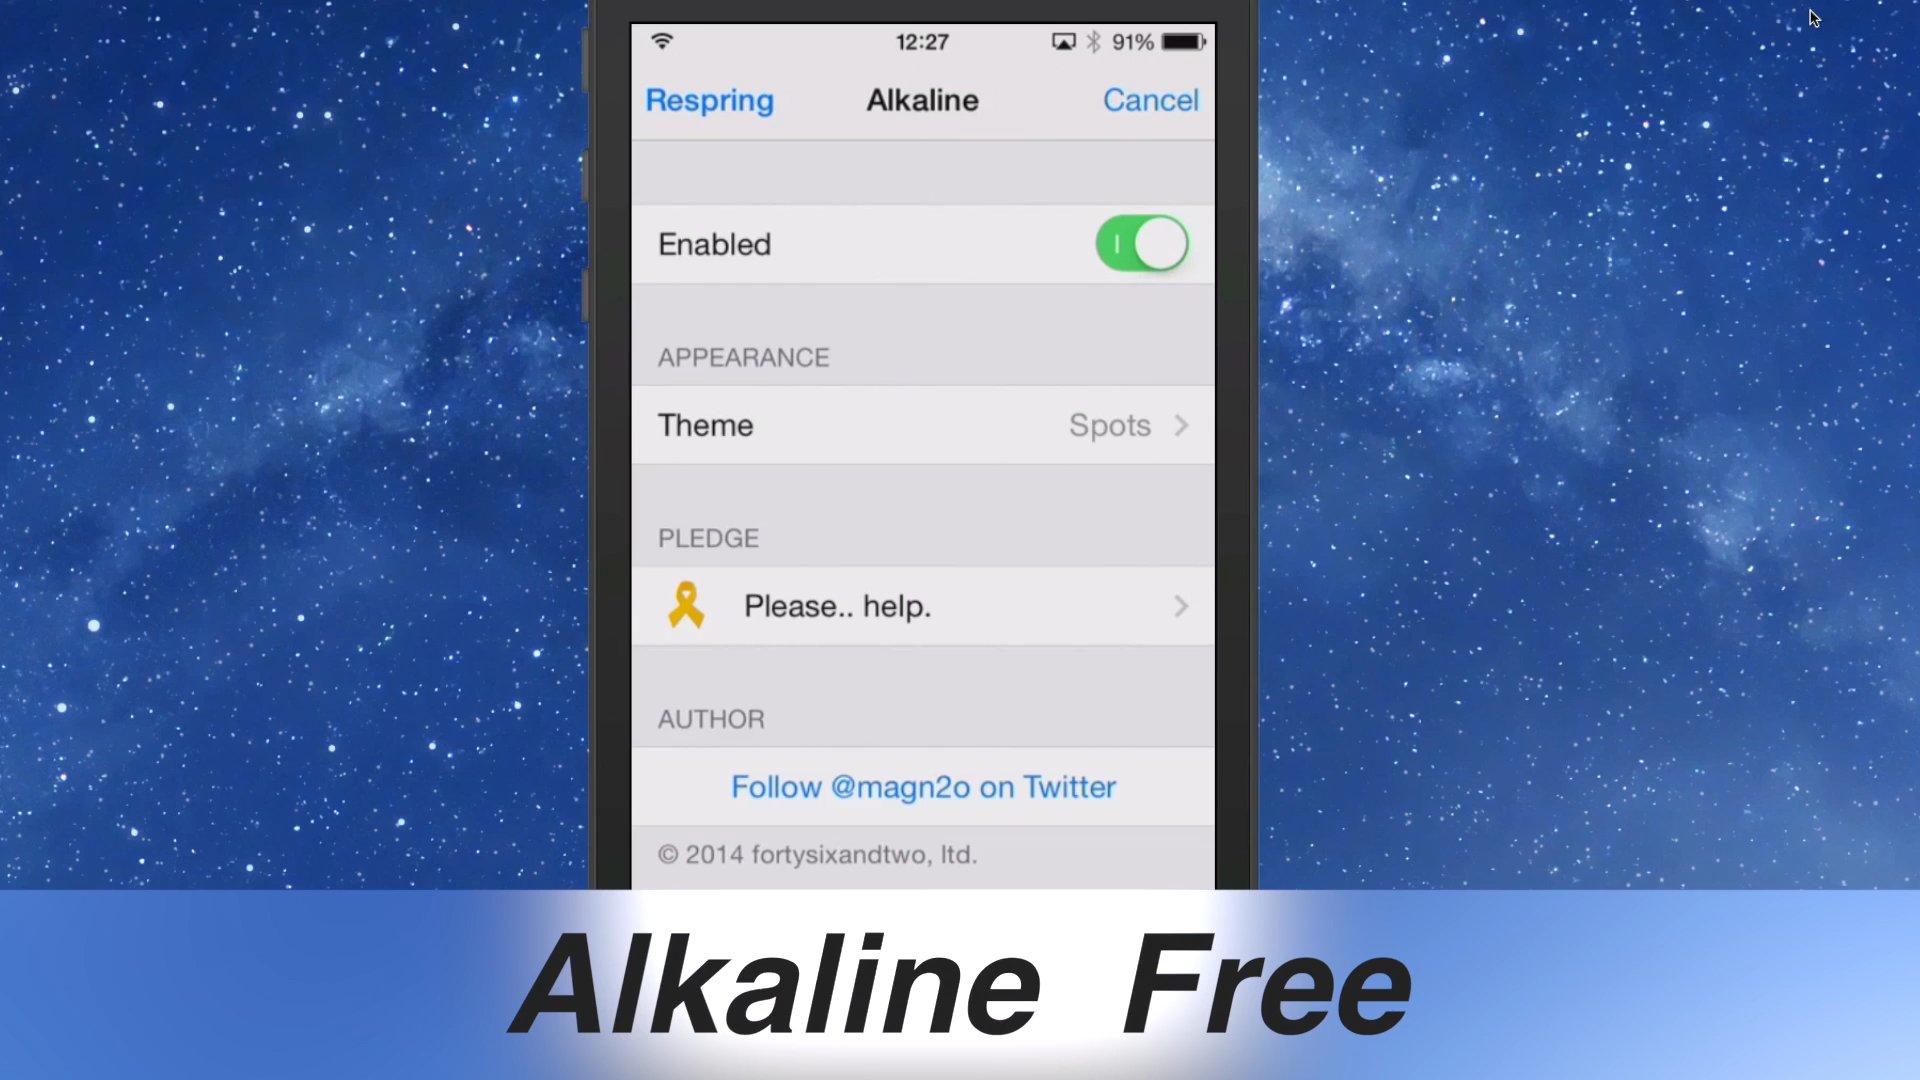 12:27 91%
Respring Alkaline Cancel
Enabled
APPEARANCE
Theme Spots
PLEDGE
Please.. help.
AUTHOR
Follow @magn2o on Twitter
© 2014 fortysixandtwo, ltd.
Alkaline Free